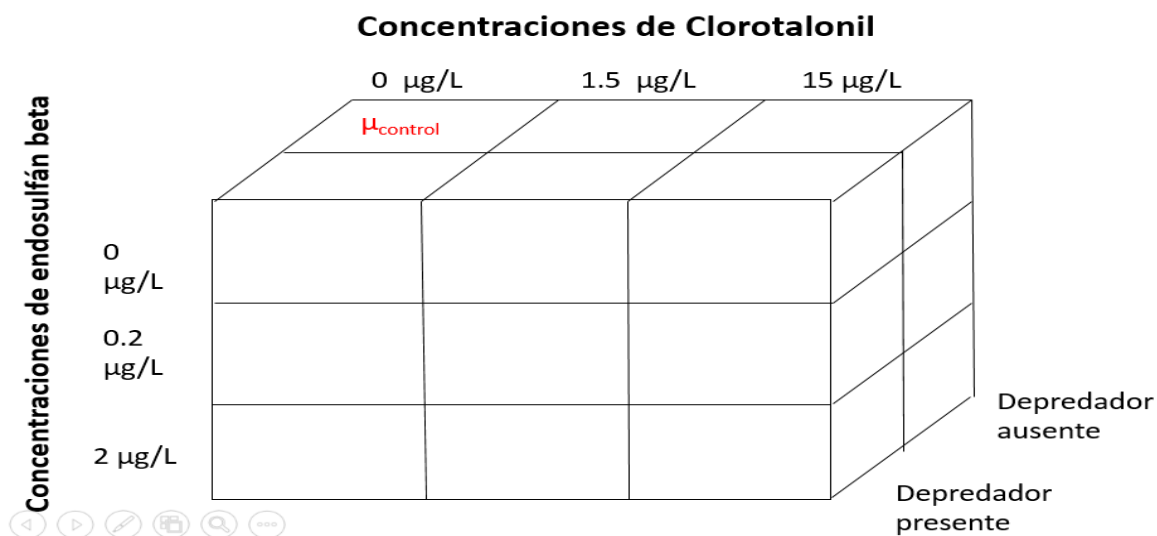 Concentraciones de Clorotalonil
0 µg/L 1.5 µg/L 15 µg/L
µcontrol
Concentraciones de endosulfán beta
0
µg/L
0.2
µg/L
2 µg/L
Depredador
ausente
Depredador
presente